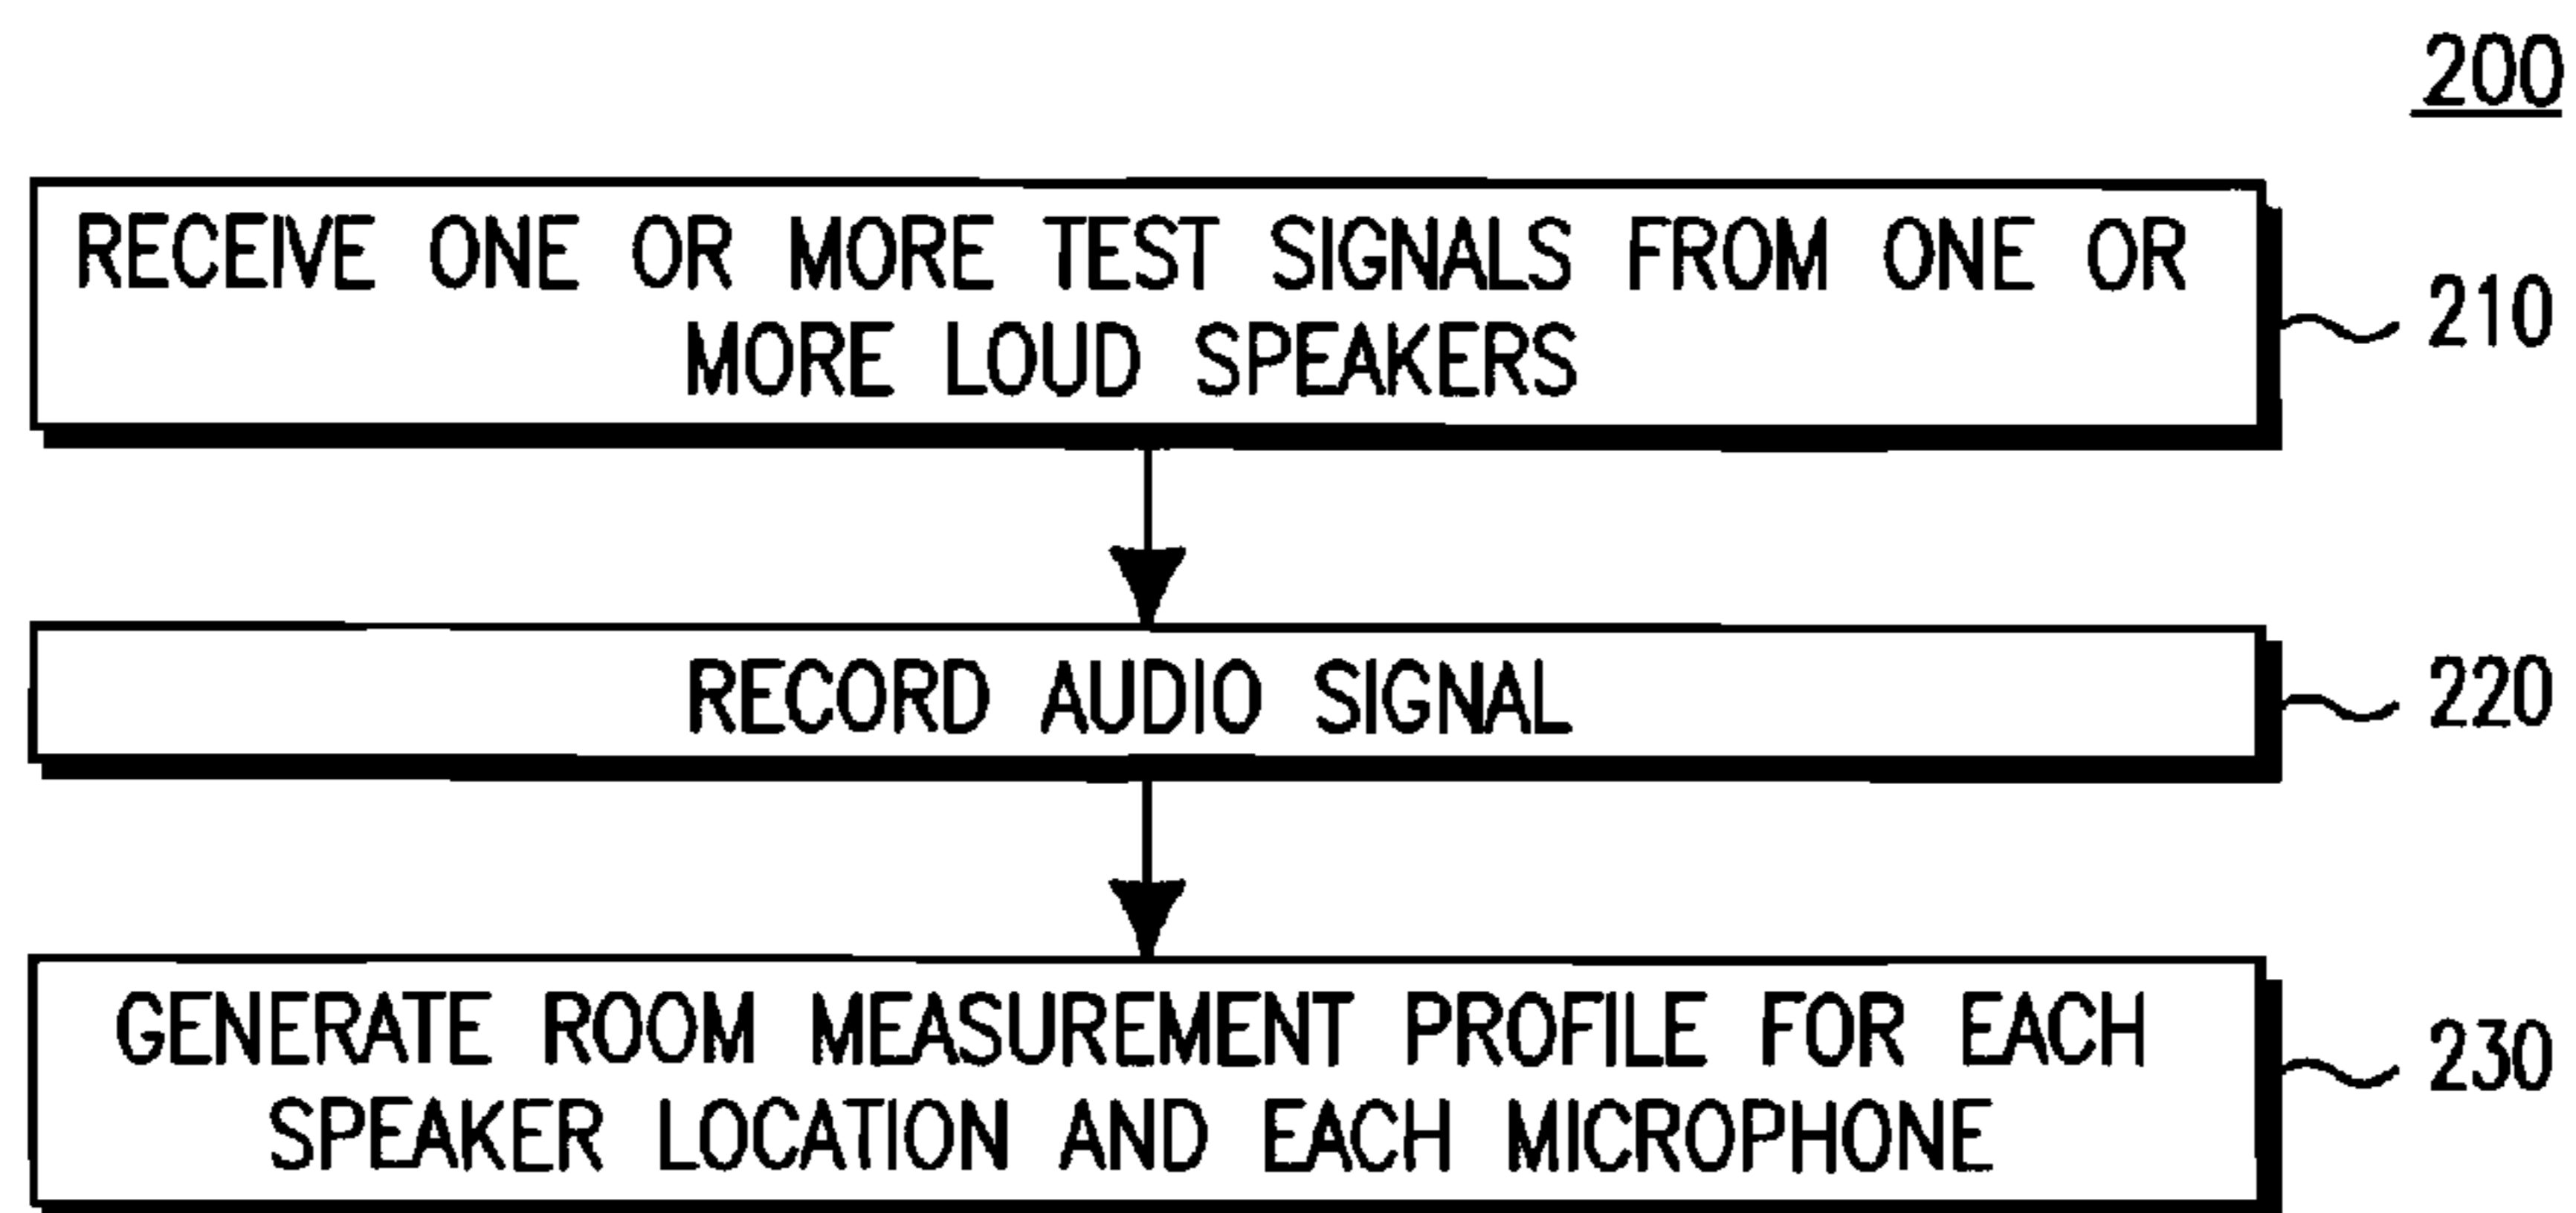 200
RECEIVE ONE OR MORE TEST SIGNALS FROM ONE OR
MORE LOUD SPEAKERS
210
RECORD AUDIO SIGNAL
220
GENERATE ROOM MEASUREMENT PROFILE FOR EACH
SPEAKER LOCATION AND EACH MICROPHONE
230